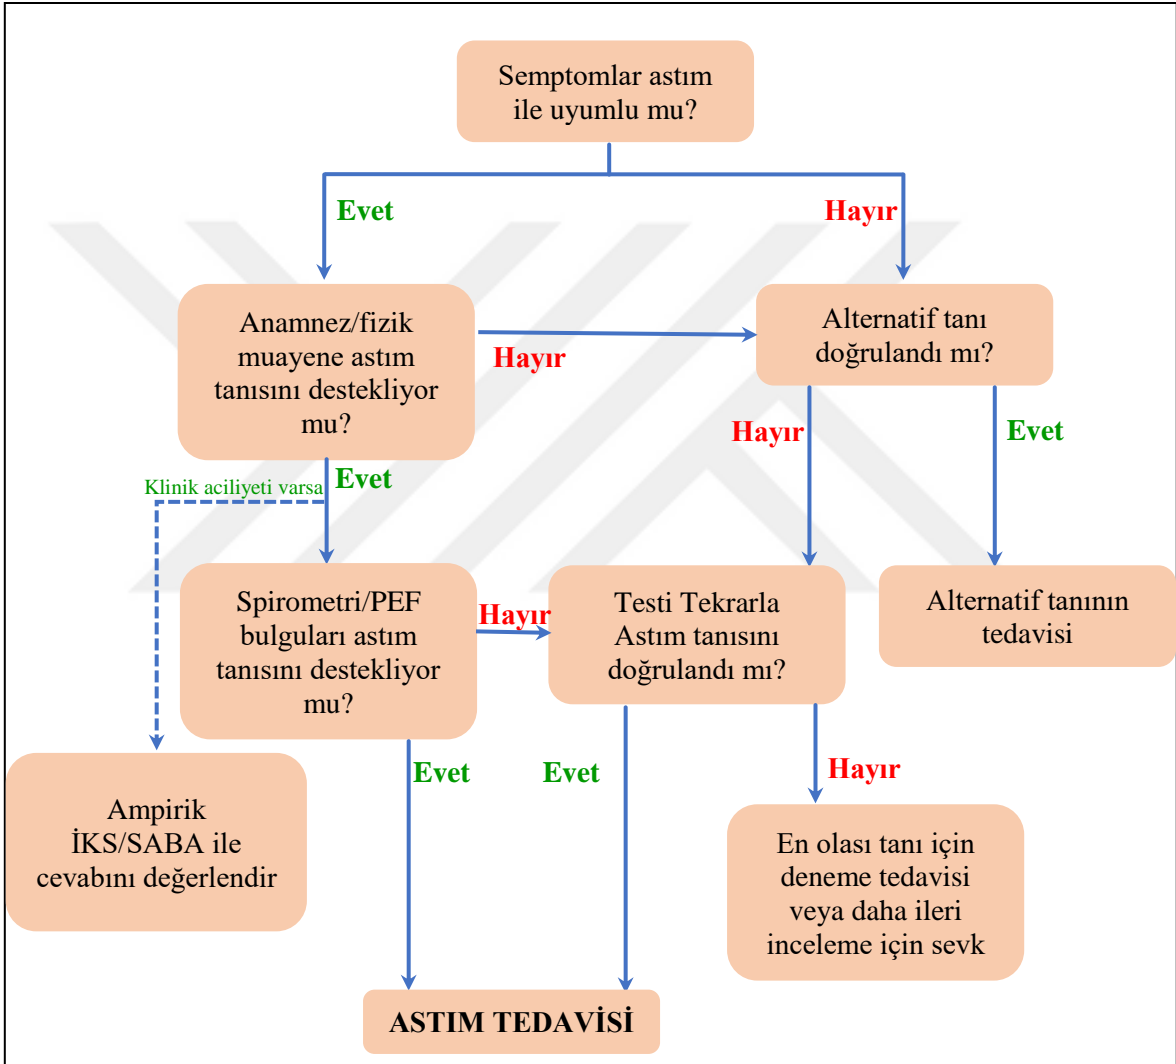 Semptomlar astım
ile uyumlu mu?
Evet
Hayır
Anamnez/fizik
muayene astım
tanısını destekliyor
mu?
Hayır
Alternatif tanı
doğrulandı mı?
Klinik aciliyeti varsa
Evet
Hayır
Evet
Spirometri/PEF
bulguları astım
tanısını destekliyor
mu?
Hayır
Testi Tekrarla
Astım tanısını
doğrulandı mı?
Alternatif tanının
tedavisi
Evet
Evet
Hayır
Ampirik
İKS/SABA ile
cevabını değerlendir
En olası tanı için
deneme tedavisi
veya daha ileri
inceleme için sevk
ASTIM TEDAVİSİ